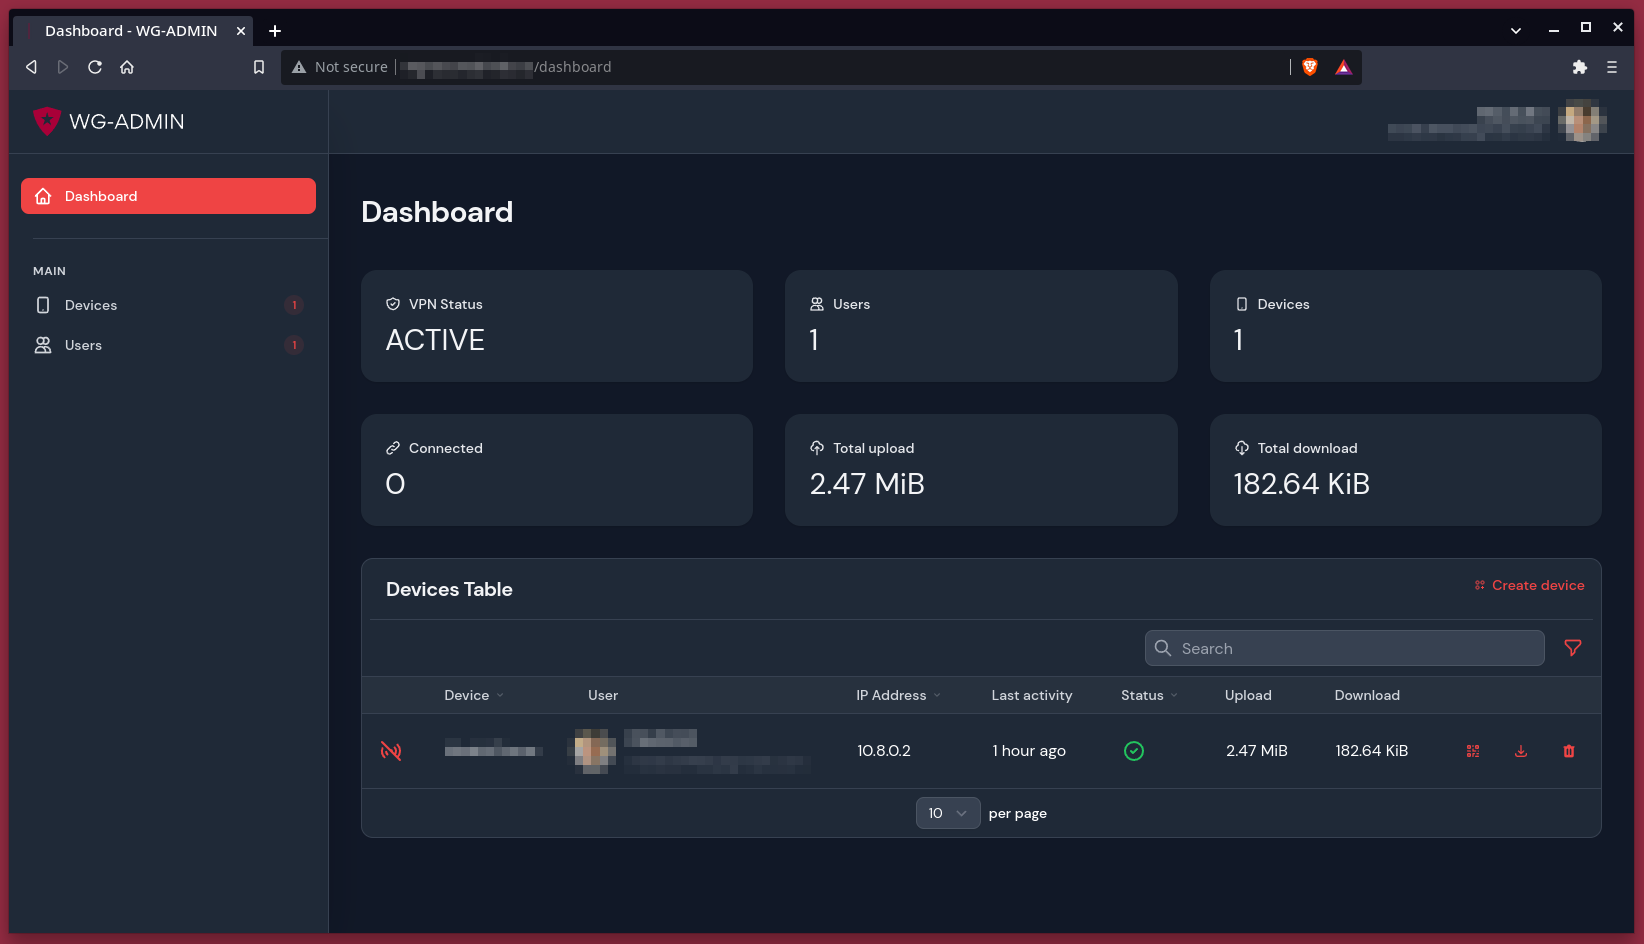 Dashboard - WG-ADMIN
Not secure
/dashboard
WG-ADMIN
Dashboard
MAIN
Devices 1
Users 1
Dashboard
VPN Status
ACTIVE
Users
1
Devices
1
Connected
0
Total upload
2.47 MiB
Total download
182.64 KiB
Devices Table
Create device
Search
Device User IP Address Last activity Status Upload Download
10.8.0.2 1 hour ago 2.47 MiB 182.64 KiB
10 per page